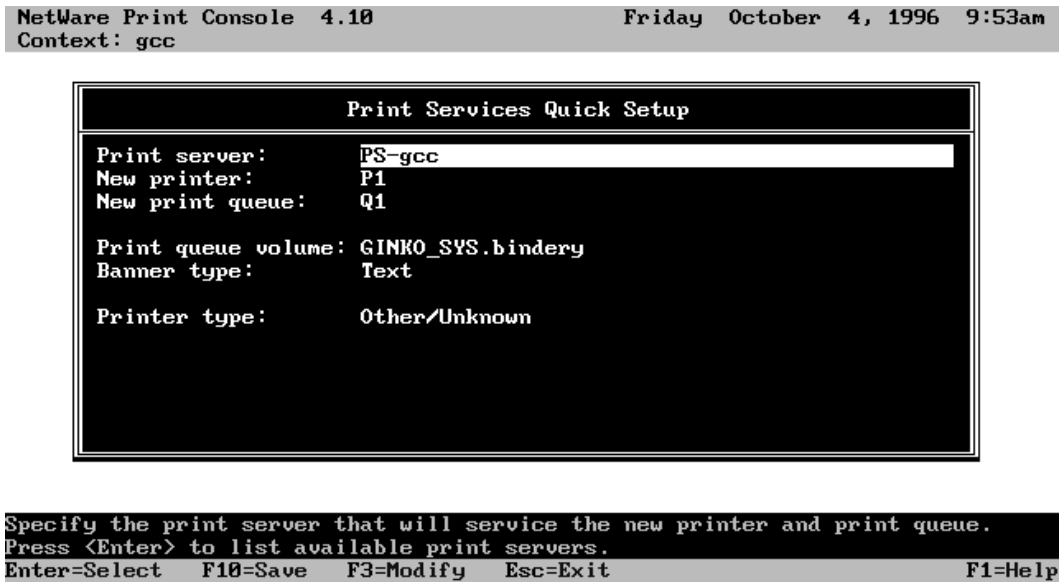 NetWare Print Console 4.10 Friday October 4, 1996 9:53am
Context: gcc
Print Services Quick Setup
Print server: PS-gcc
New printer: P1
New print queue: Q1
Print queue volume: GINKO_SYS.bindery
Banner type: Text
Printer type: Other/Unknown
Specify the print server that will service the new printer and print queue.
Press <Enter> to list available print servers.
Enter=Select F10=Save F3=Modify Esc=Exit F1=Help